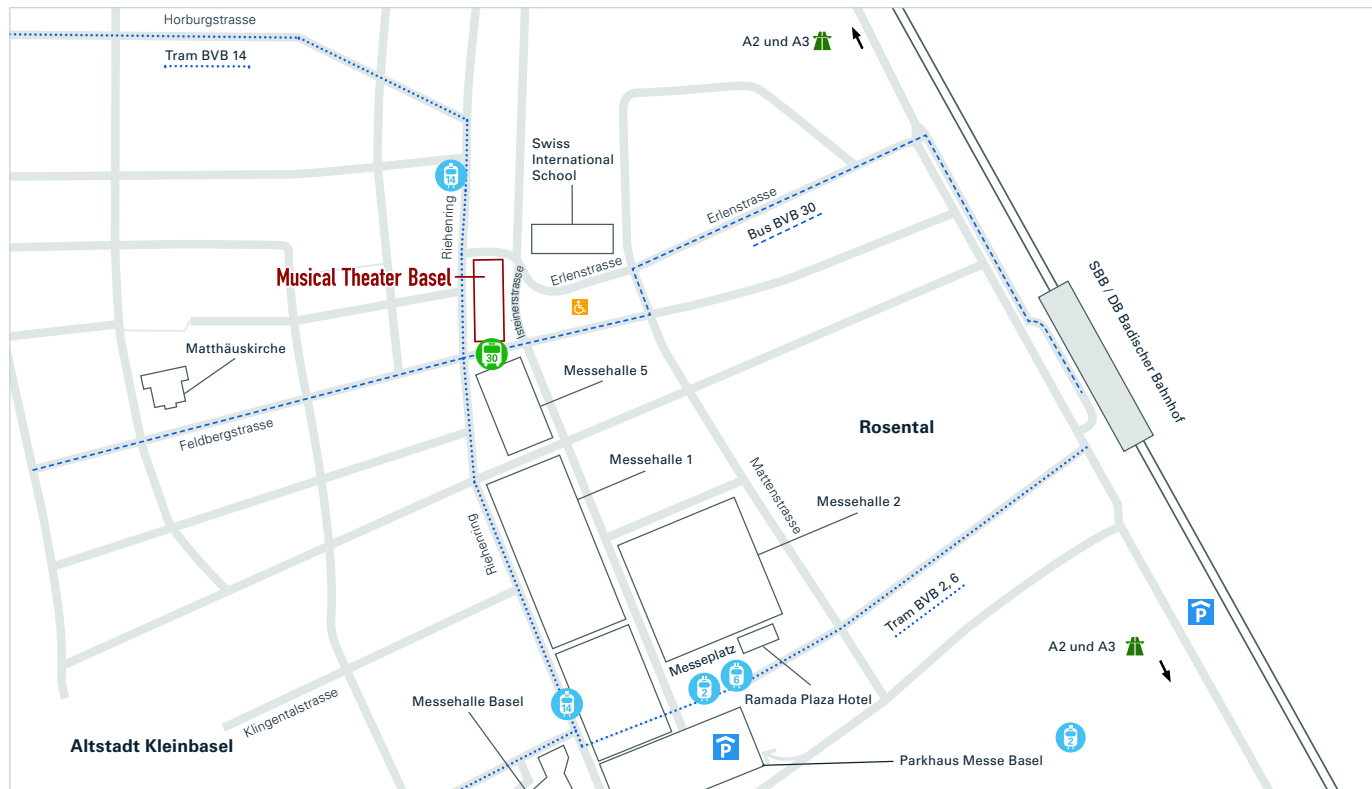 Horburgstrasse
Tram BVB 14
A2 und A3
Swiss
International
School
14
Riehenring
Erlenstrasse
Bus BVB 30
Musical Theater Basel
Isteinerstrasse
Erlenstrasse
SBB / DB Badischer Bahnhof
Matthäuskirche
30
Messehalle 5
Feldbergstrasse
Rosental
Messehalle 1
Mattenstrasse
Messehalle 2
Riehenring
Tram BVB 2, 6
P
A2 und A3
Messeplatz
6
2
Ramada Plaza Hotel
Messehalle Basel
14
Klingentalstrasse
Altstadt Kleinbasel
P
2
Parkhaus Messe Basel